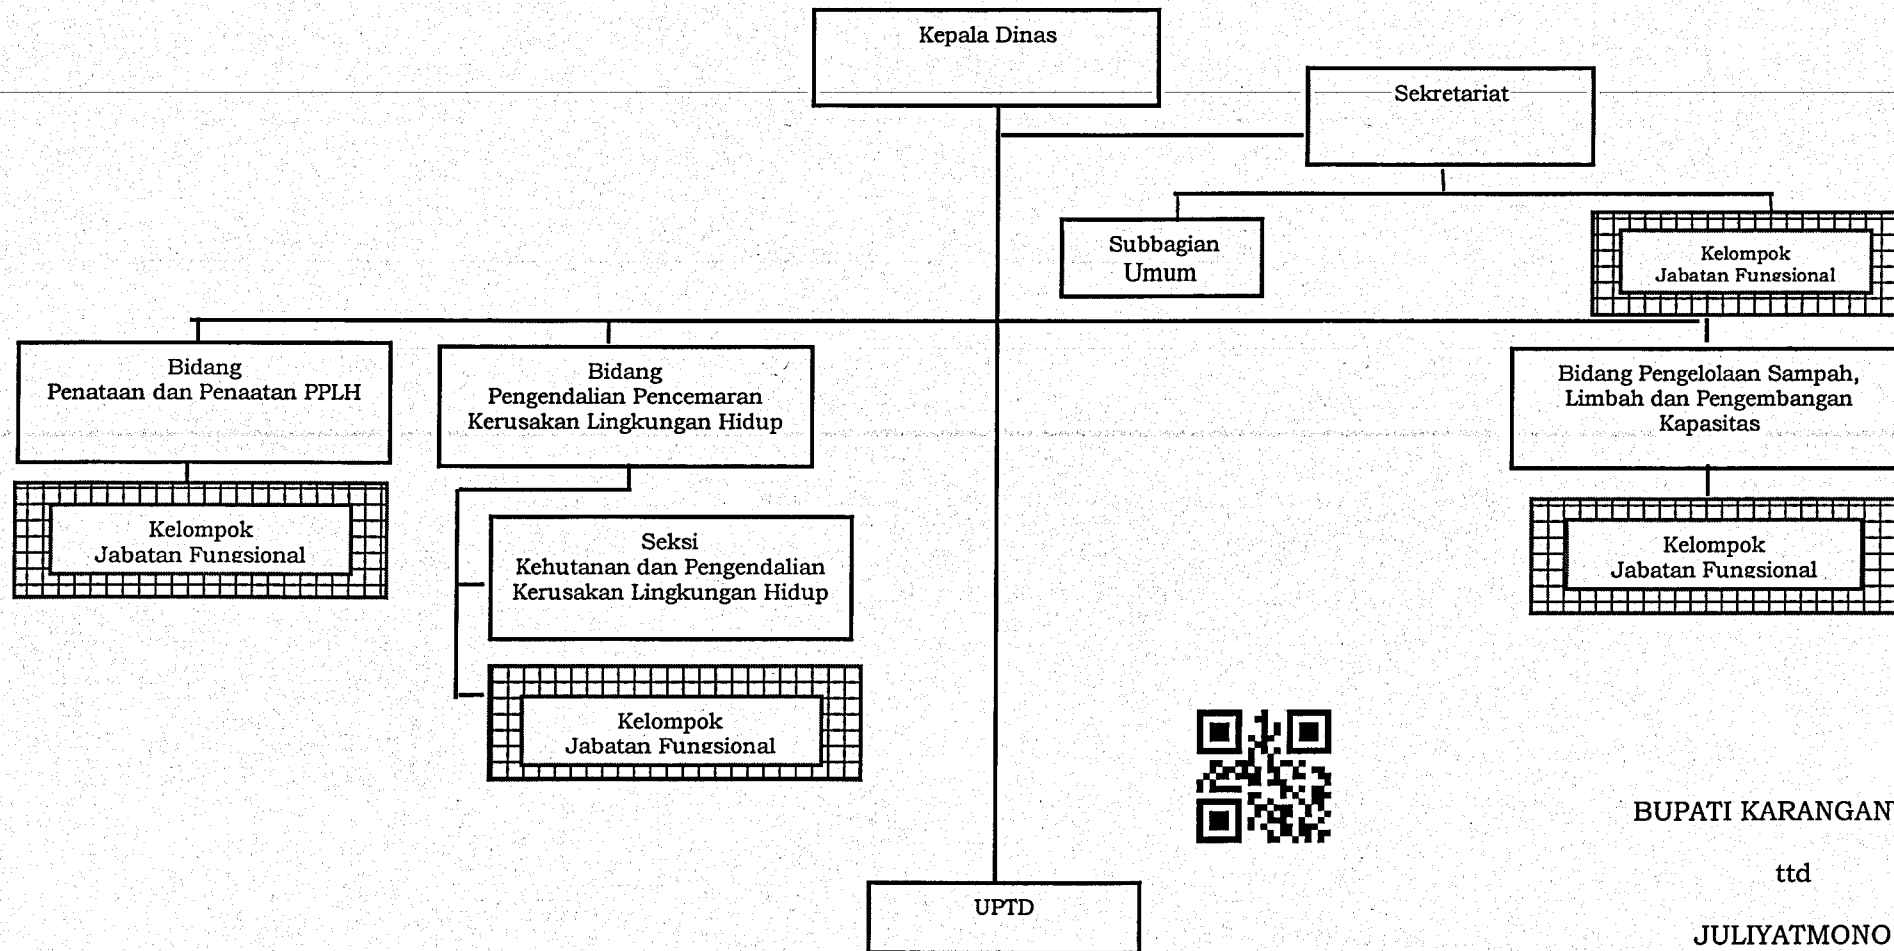 Kepala Dinas
Sekretariat
Subbagian
Umum
Kelompok
Jabatan Fungsional
Bidang
Penataan dan Penaatan PPLH
Bidang
Pengendalian Pencemaran
Kerusakan Lingkungan Hidup
Bidang Pengelolaan Sampah,
Limbah dan Pengembangan
Kapasitas
Kelompok
Jabatan Fungsional
Seksi
Kehutanan dan Pengendalian
Kerusakan Lingkungan Hidup
Kelompok
Jabatan Fungsional
Kelompok
Jabatan Fungsional
UPTD
BUPATI KARANGAN
ttd
JULIYATMONO